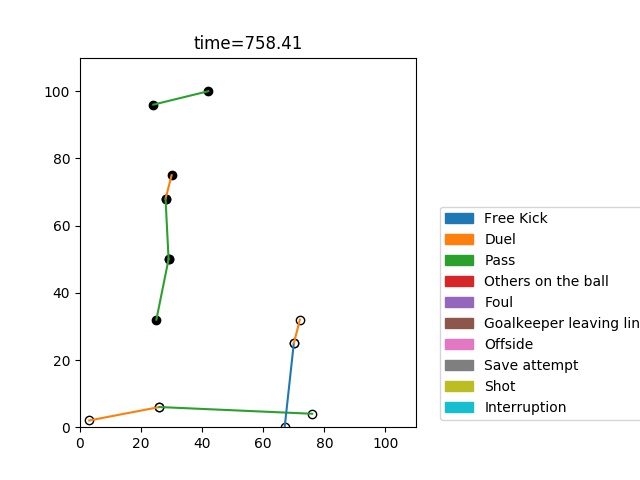 time=758.41
100
80
60
40
20
0
0 20 40 60 80 100
Free Kick
Duel
Pass
Others on the ball
Foul
Goalkeeper leaving lin
Offside
Save attempt
Shot
Interruption